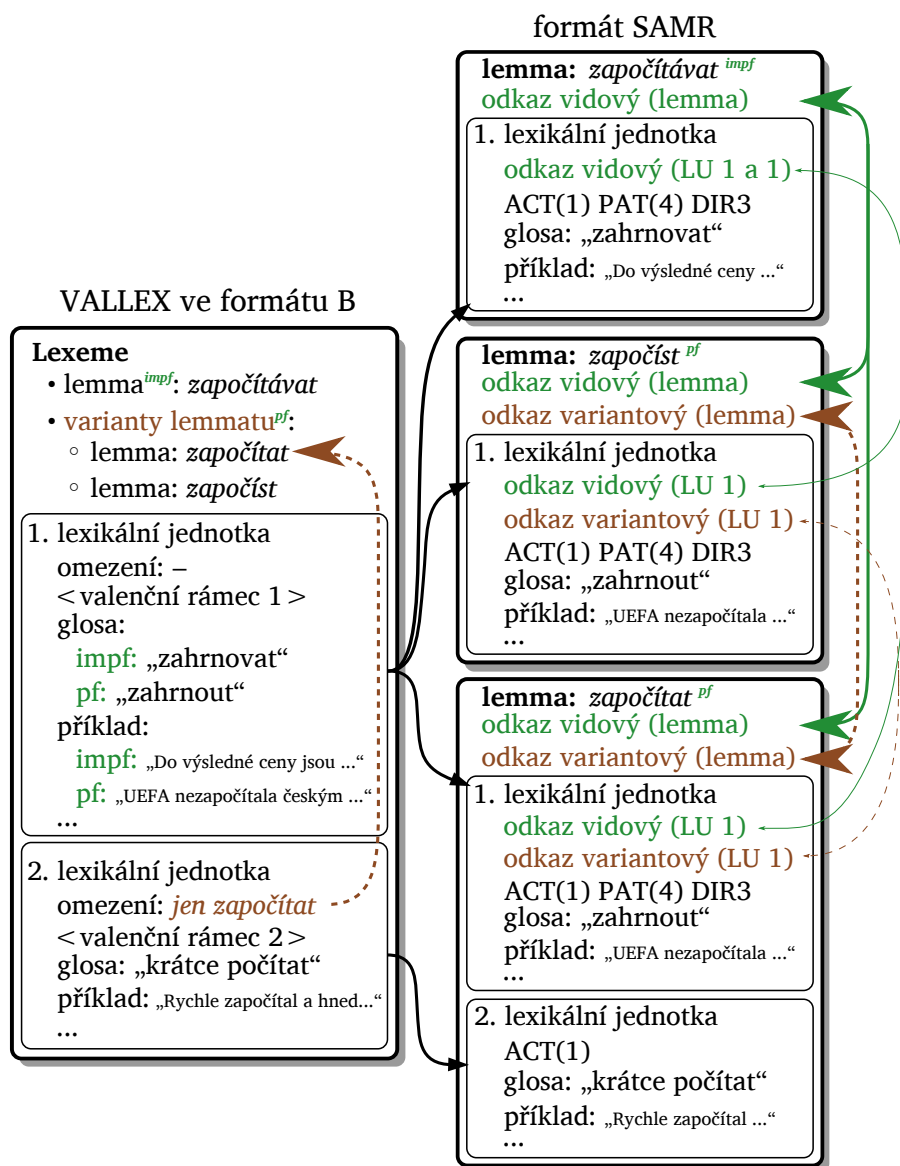 VALLEX ve formátu B
Lexeme
• lemma^impf: započítávat
• varianty lemmatu^pf:
◦ lemma: započítat
◦ lemma: započíst
1. lexikální jednotka
omezení: –
<valenční rámec 1>
glosa:
impf: „zahrnovat“
pf: „zahrnout“
příklad:
impf: „Do výsledné ceny jsou ...“
pf: „UEFA nezapočítala českým ...“
...
2. lexikální jednotka
omezení: jen započítat
<valenční rámec 2>
glosa: „krátce počítat“
příklad: „Rychle započítal a hned...“
...
formát SAMR
lemma: započítávat impf
odkaz vidový (lemma)
1. lexikální jednotka
odkaz vidový (LU 1 a 1)
ACT(1) PAT(4) DIR3
glosa: „zahrnovat“
příklad: „Do výsledné ceny ...“
...
lemma: započíst pf
odkaz vidový (lemma)
odkaz variantový (lemma)
1. lexikální jednotka
odkaz vidový (LU 1)
odkaz variantový (LU 1)
ACT(1) PAT(4) DIR3
glosa: „zahrnout“
příklad: „UEFA nezapočítala ...“
...
lemma: započítat pf
odkaz vidový (lemma)
odkaz variantový (lemma)
1. lexikální jednotka
odkaz vidový (LU 1)
odkaz variantový (LU 1)
ACT(1) PAT(4) DIR3
glosa: „zahrnout“
příklad: „UEFA nezapočítala ...“
...
2. lexikální jednotka
ACT(1)
glosa: „krátce počítat“
příklad: „Rychle započítal ...“
...